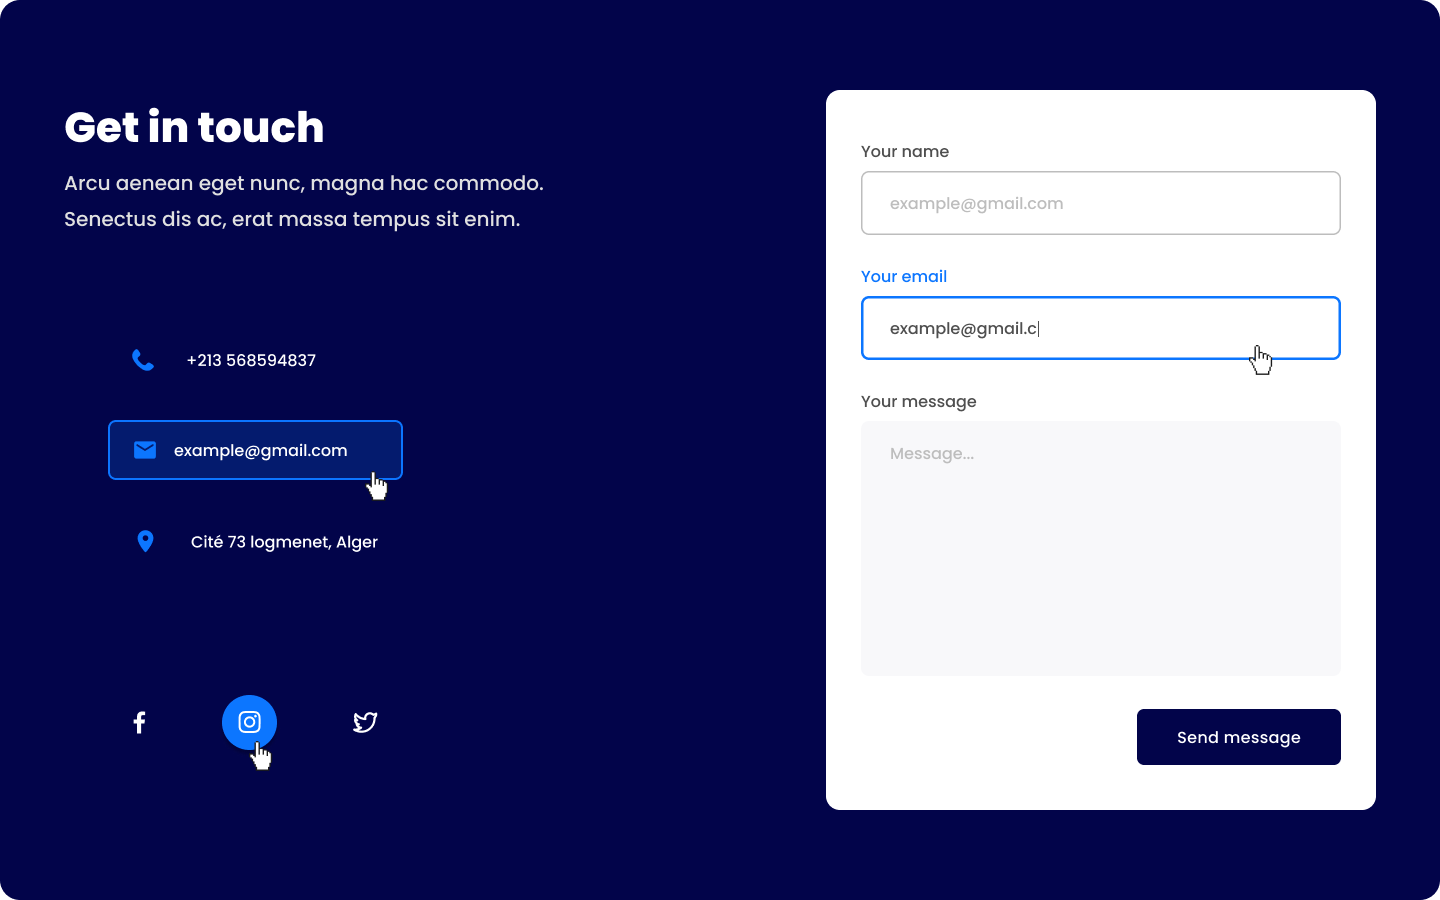 Get in touch
Arcu aenean eget nunc, magna hac commodo.
Senectus dis ac, erat massa tempus sit enim.
+213 568594837
example@gmail.com
Cité 73 logmenet, Alger
Your name
example@gmail.com
Your email
example@gmail.c
Your message
Message...
Send message